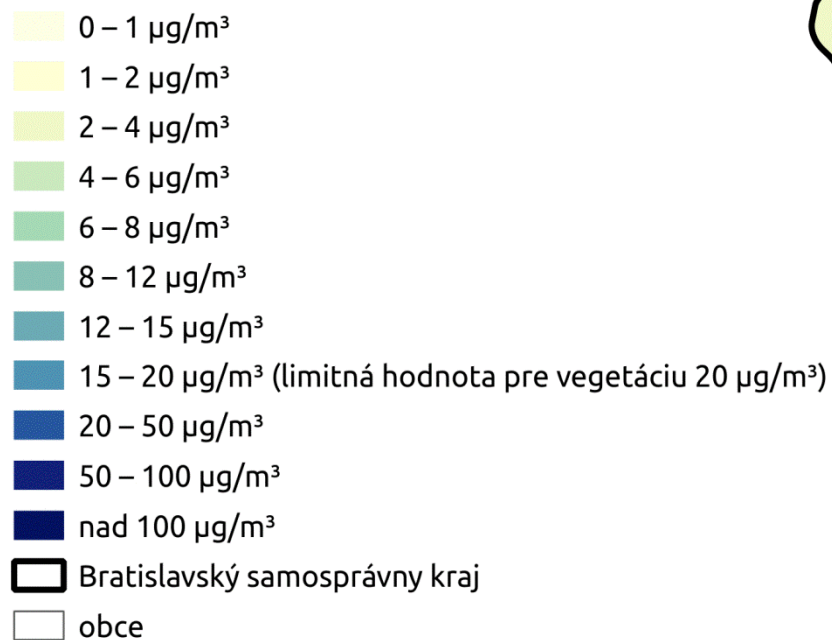 0 – 1 µg/m³
1 – 2 µg/m³
2 – 4 µg/m³
4 – 6 µg/m³
6 – 8 µg/m³
8 – 12 µg/m³
12 – 15 µg/m³
15 – 20 µg/m³ (limitná hodnota pre vegetáciu 20 µg/m³)
20 – 50 µg/m³
50 – 100 µg/m³
nad 100 µg/m³
Bratislavský samosprávny kraj
obce